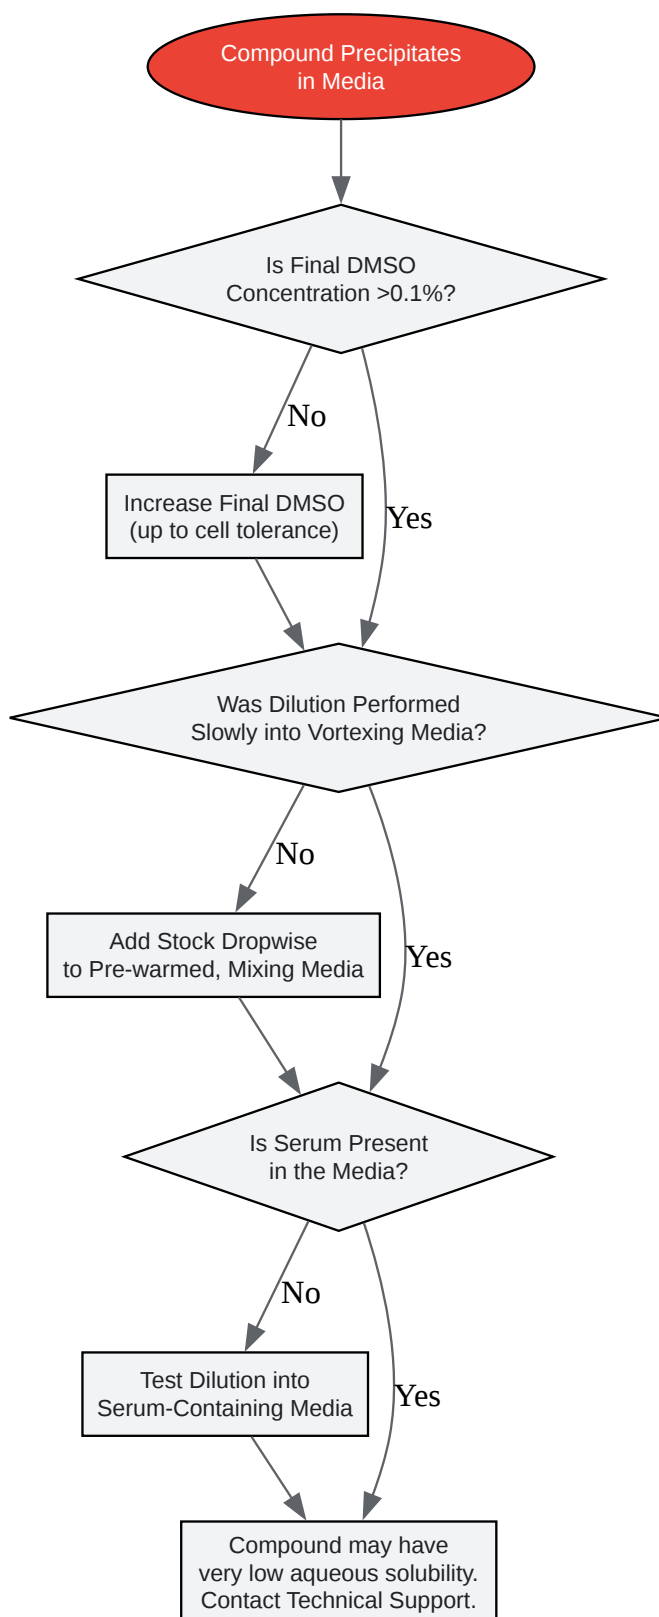 Compound Precipitates
in Media
Is Final DMSO
Concentration >0.1%?
No
Increase Final DMSO
(up to cell tolerance)
Yes
Was Dilution Performed
Slowly into Vortexing Media?
No
Add Stock Dropwise
to Pre-warmed, Mixing Media
Yes
Is Serum Present
in the Media?
No
Test Dilution into
Serum-Containing Media
Yes
Compound may have
very low aqueous solubility.
Contact Technical Support.